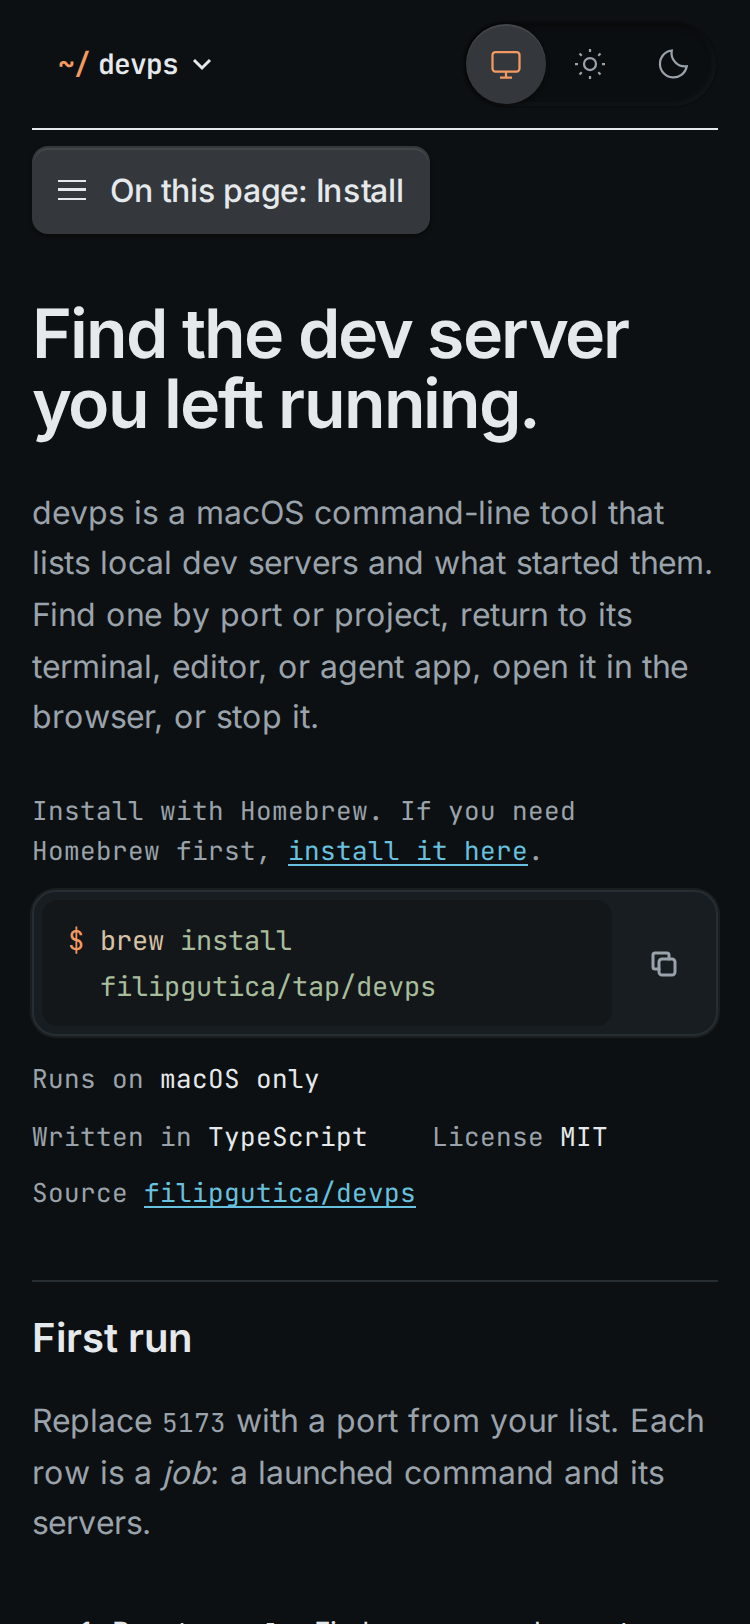 ~/ devps
On this page: Install
Find the dev server
you left running.
devps is a macOS command-line tool that
lists local dev servers and what started them.
Find one by port or project, return to its
terminal, editor, or agent app, open it in the
browser, or stop it.
Install with Homebrew. If you need
Homebrew first, install it here.
$ brew install
filipgutica/tap/devps
Runs on macOS only
Written in TypeScript License MIT
Source filipgutica/devps
First run
Replace 5173 with a port from your list. Each
row is a job: a launched command and its
servers.